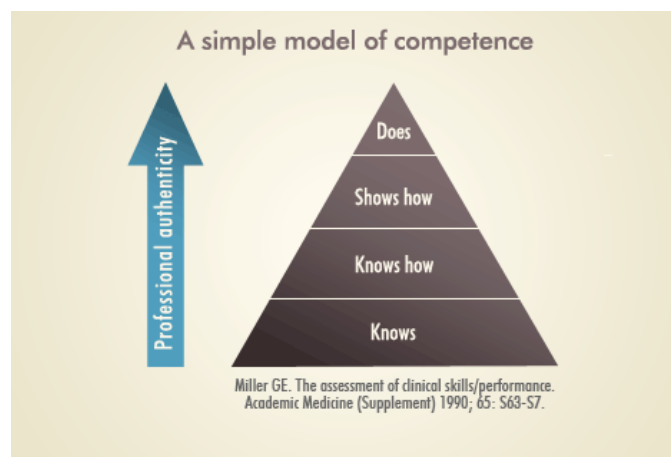 A simple model of competence
Professional authenticity
Does
Shows how
Knows how
Knows
Miller GE. The assessment of clinical skills/performance.
Academic Medicine (Supplement) 1990; 65: S63-S7.